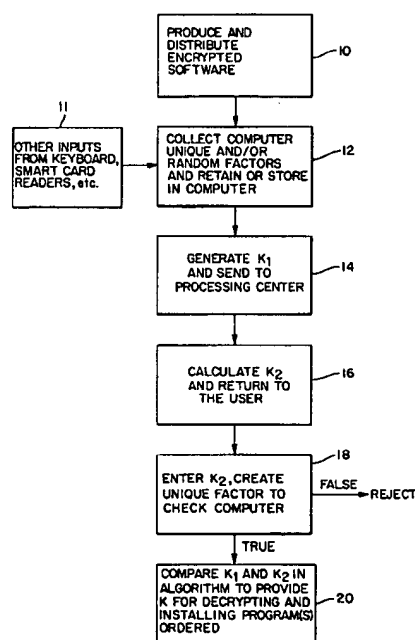 PRODUCE AND
DISTRIBUTE
ENCRYPTED
SOFTWARE
10
11
OTHER INPUTS
FROM KEYBOARD,
SMART CARD
READERS, etc.
COLLECT COMPUTER
UNIQUE AND/OR
RANDOM FACTORS
AND RETAIN OR STORE
IN COMPUTER
12
GENERATE K1
AND SEND TO
PROCESSING CENTER
14
CALCULATE K2
AND RETURN TO
THE USER
16
18
ENTER K2, CREATE
UNIQUE FACTOR TO
CHECK COMPUTER
FALSE
REJECT
TRUE
COMPARE K1 AND K2 IN
ALGORITHM TO PROVIDE
K FOR DECRYPTING AND
INSTALLING PROGRAM(S)
ORDERED
20